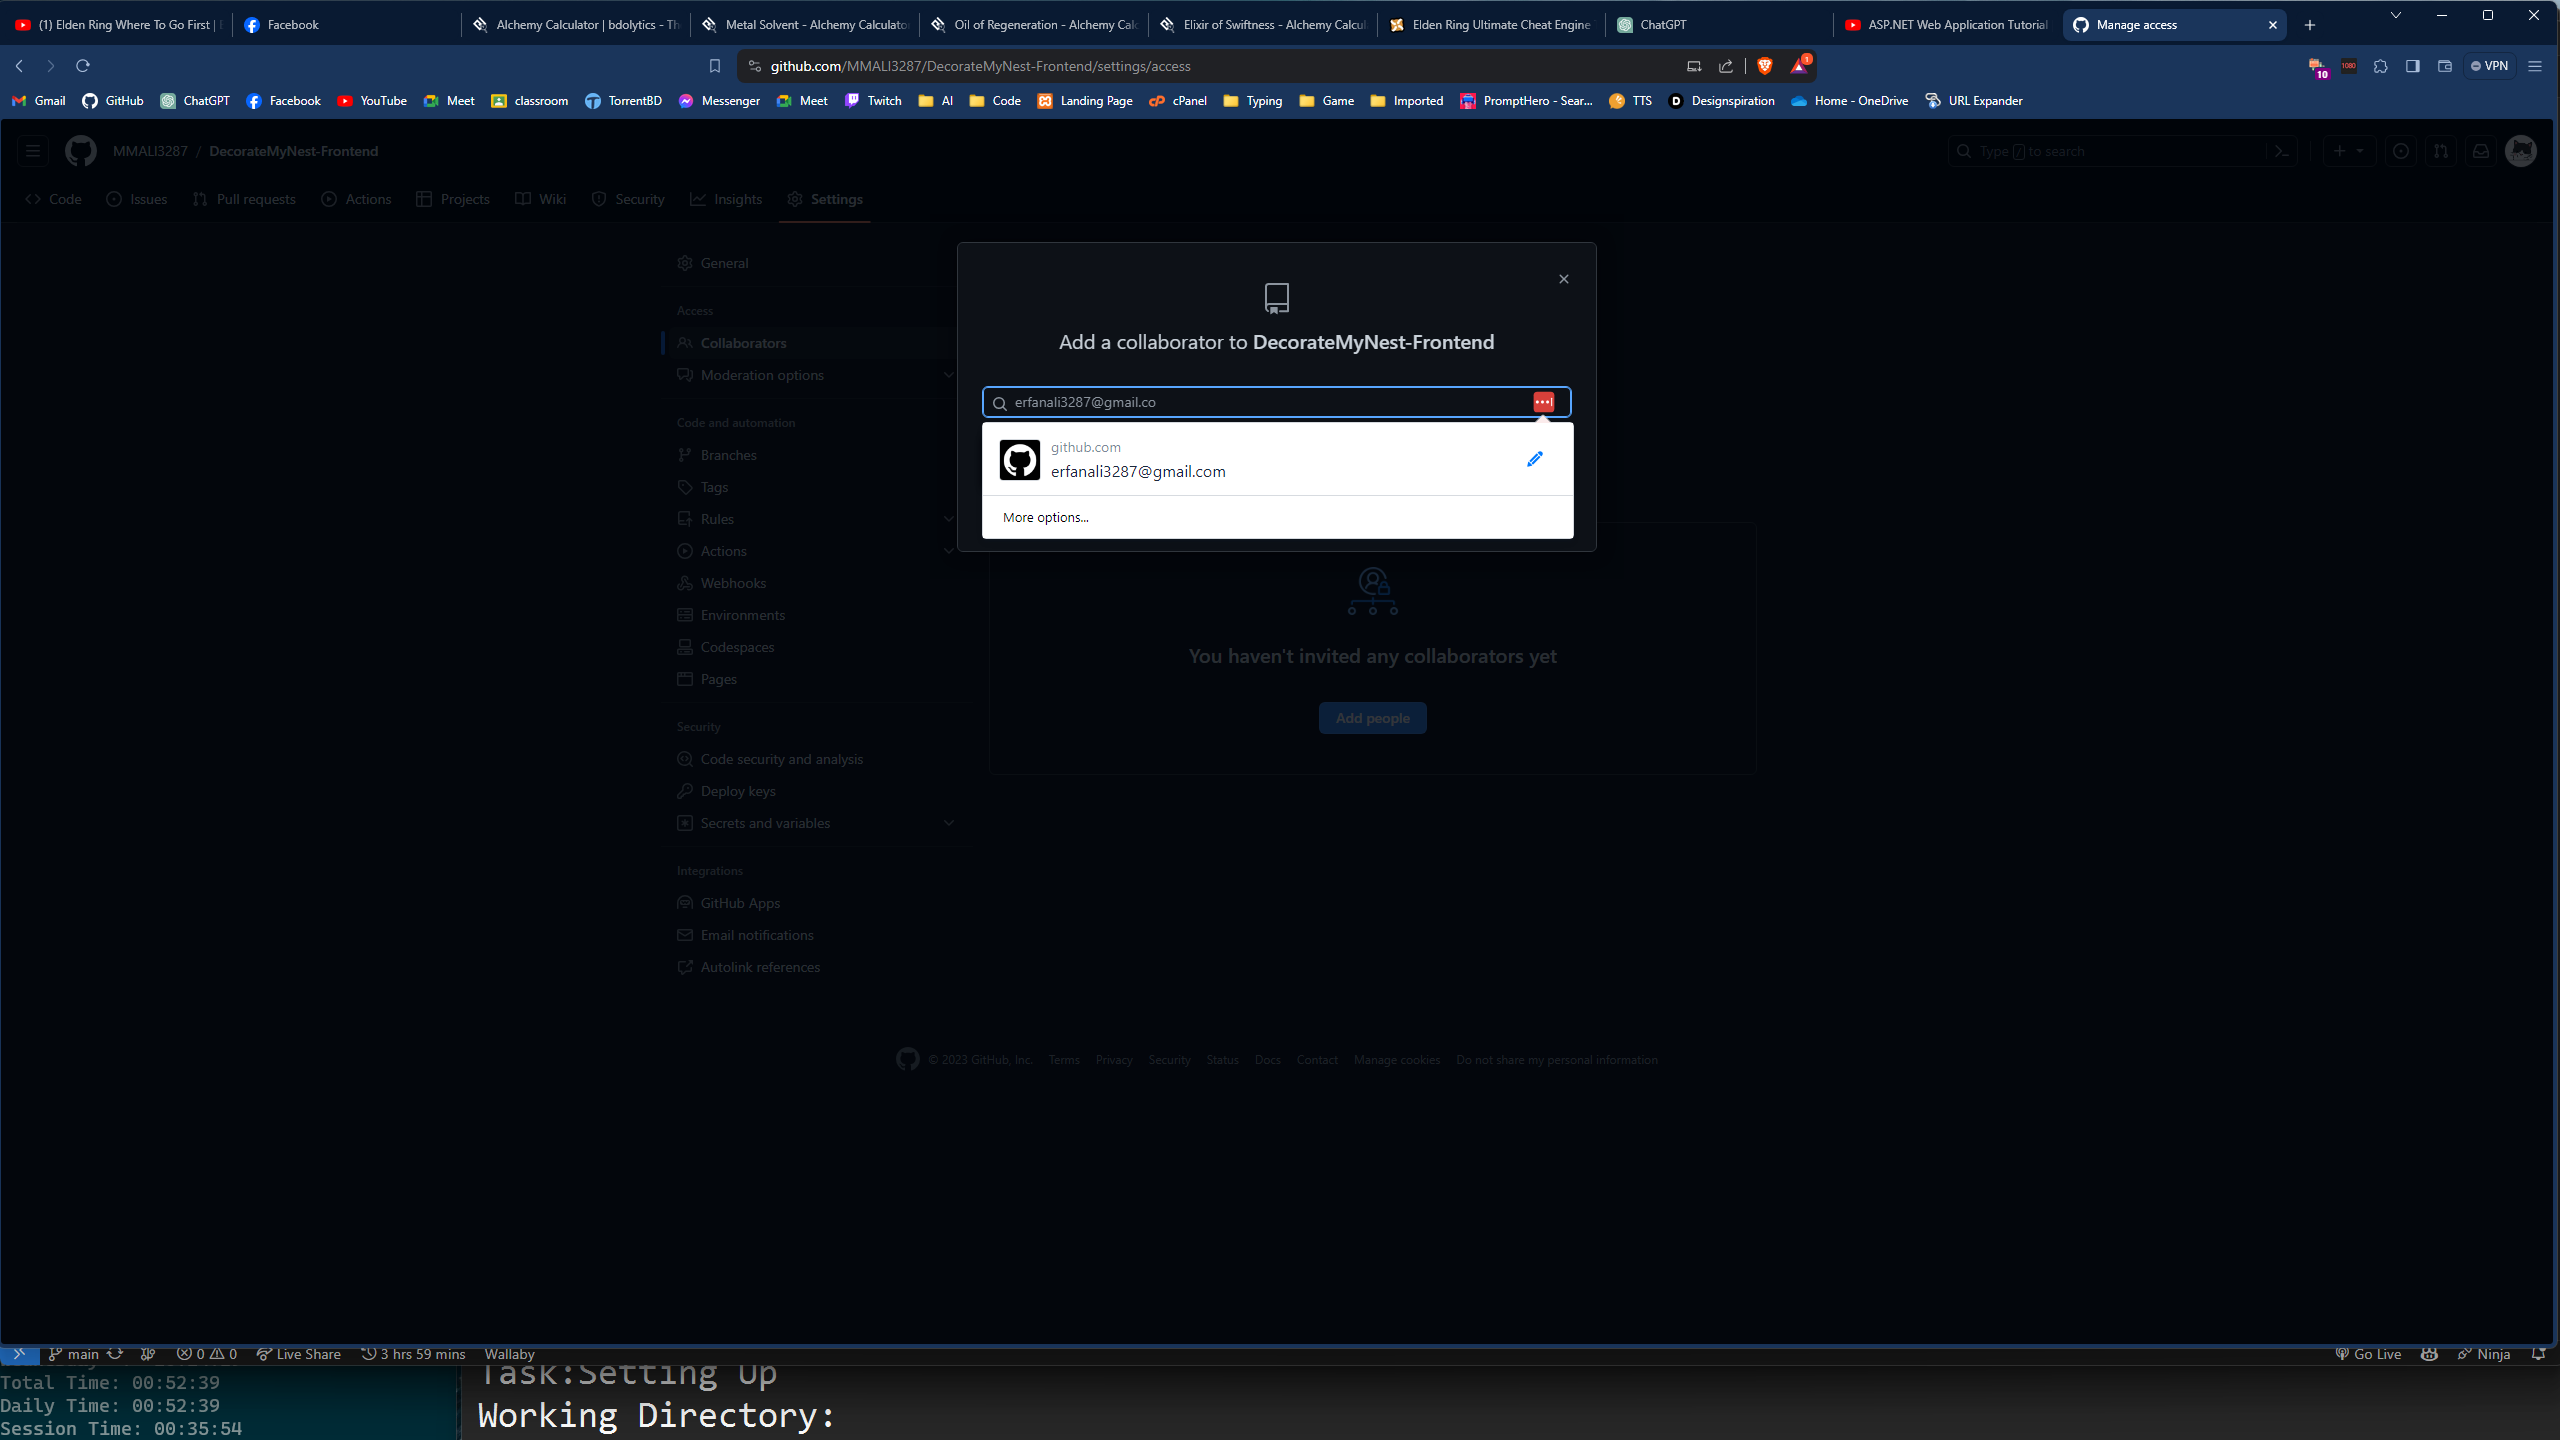 (1) Elden Ring Where To Go First |
Facebook
Alchemy Calculator | bdolytics - Th
Metal Solvent - Alchemy Calculator
Oil of Regeneration - Alchemy Calc
Elixir of Swiftness - Alchemy Calcul
Elden Ring Ultimate Cheat Engine
ChatGPT
ASP.NET Web Application Tutorial
Manage access
github.com/MMALI3287/DecorateMyNest-Frontend/settings/access
1
10
1080
VPN
Gmail
GitHub
ChatGPT
Facebook
YouTube
Meet
classroom
TorrentBD
Messenger
Meet
Twitch
AI
Code
Landing Page
cPanel
Typing
Game
Imported
PromptHero - Sear...
TTS
Designspiration
Home - OneDrive
URL Expander
MMALI3287 / DecorateMyNest-Frontend
Type / to search
Code
Issues
Pull requests
Actions
Projects
Wiki
Security
Insights
Settings
General
Access
Collaborators
Moderation options
Code and automation
Branches
Tags
Rules
Actions
Webhooks
Environments
Codespaces
Pages
Security
Code security and analysis
Deploy keys
Secrets and variables
Integrations
GitHub Apps
Email notifications
Autolink references
Add a collaborator to DecorateMyNest-Frontend
erfanali3287@gmail.co
github.com
erfanali3287@gmail.com
More options...
You haven't invited any collaborators yet
Add people
© 2023 GitHub, Inc.
Terms
Privacy
Security
Status
Docs
Contact
Manage cookies
Do not share my personal information
main
0
0
Live Share
3 hrs 59 mins
Wallaby
Go Live
Ninja
Total Time: 00:52:39
Daily Time: 00:52:39
Session Time: 00:35:54
Task:Setting Up
Working Directory: